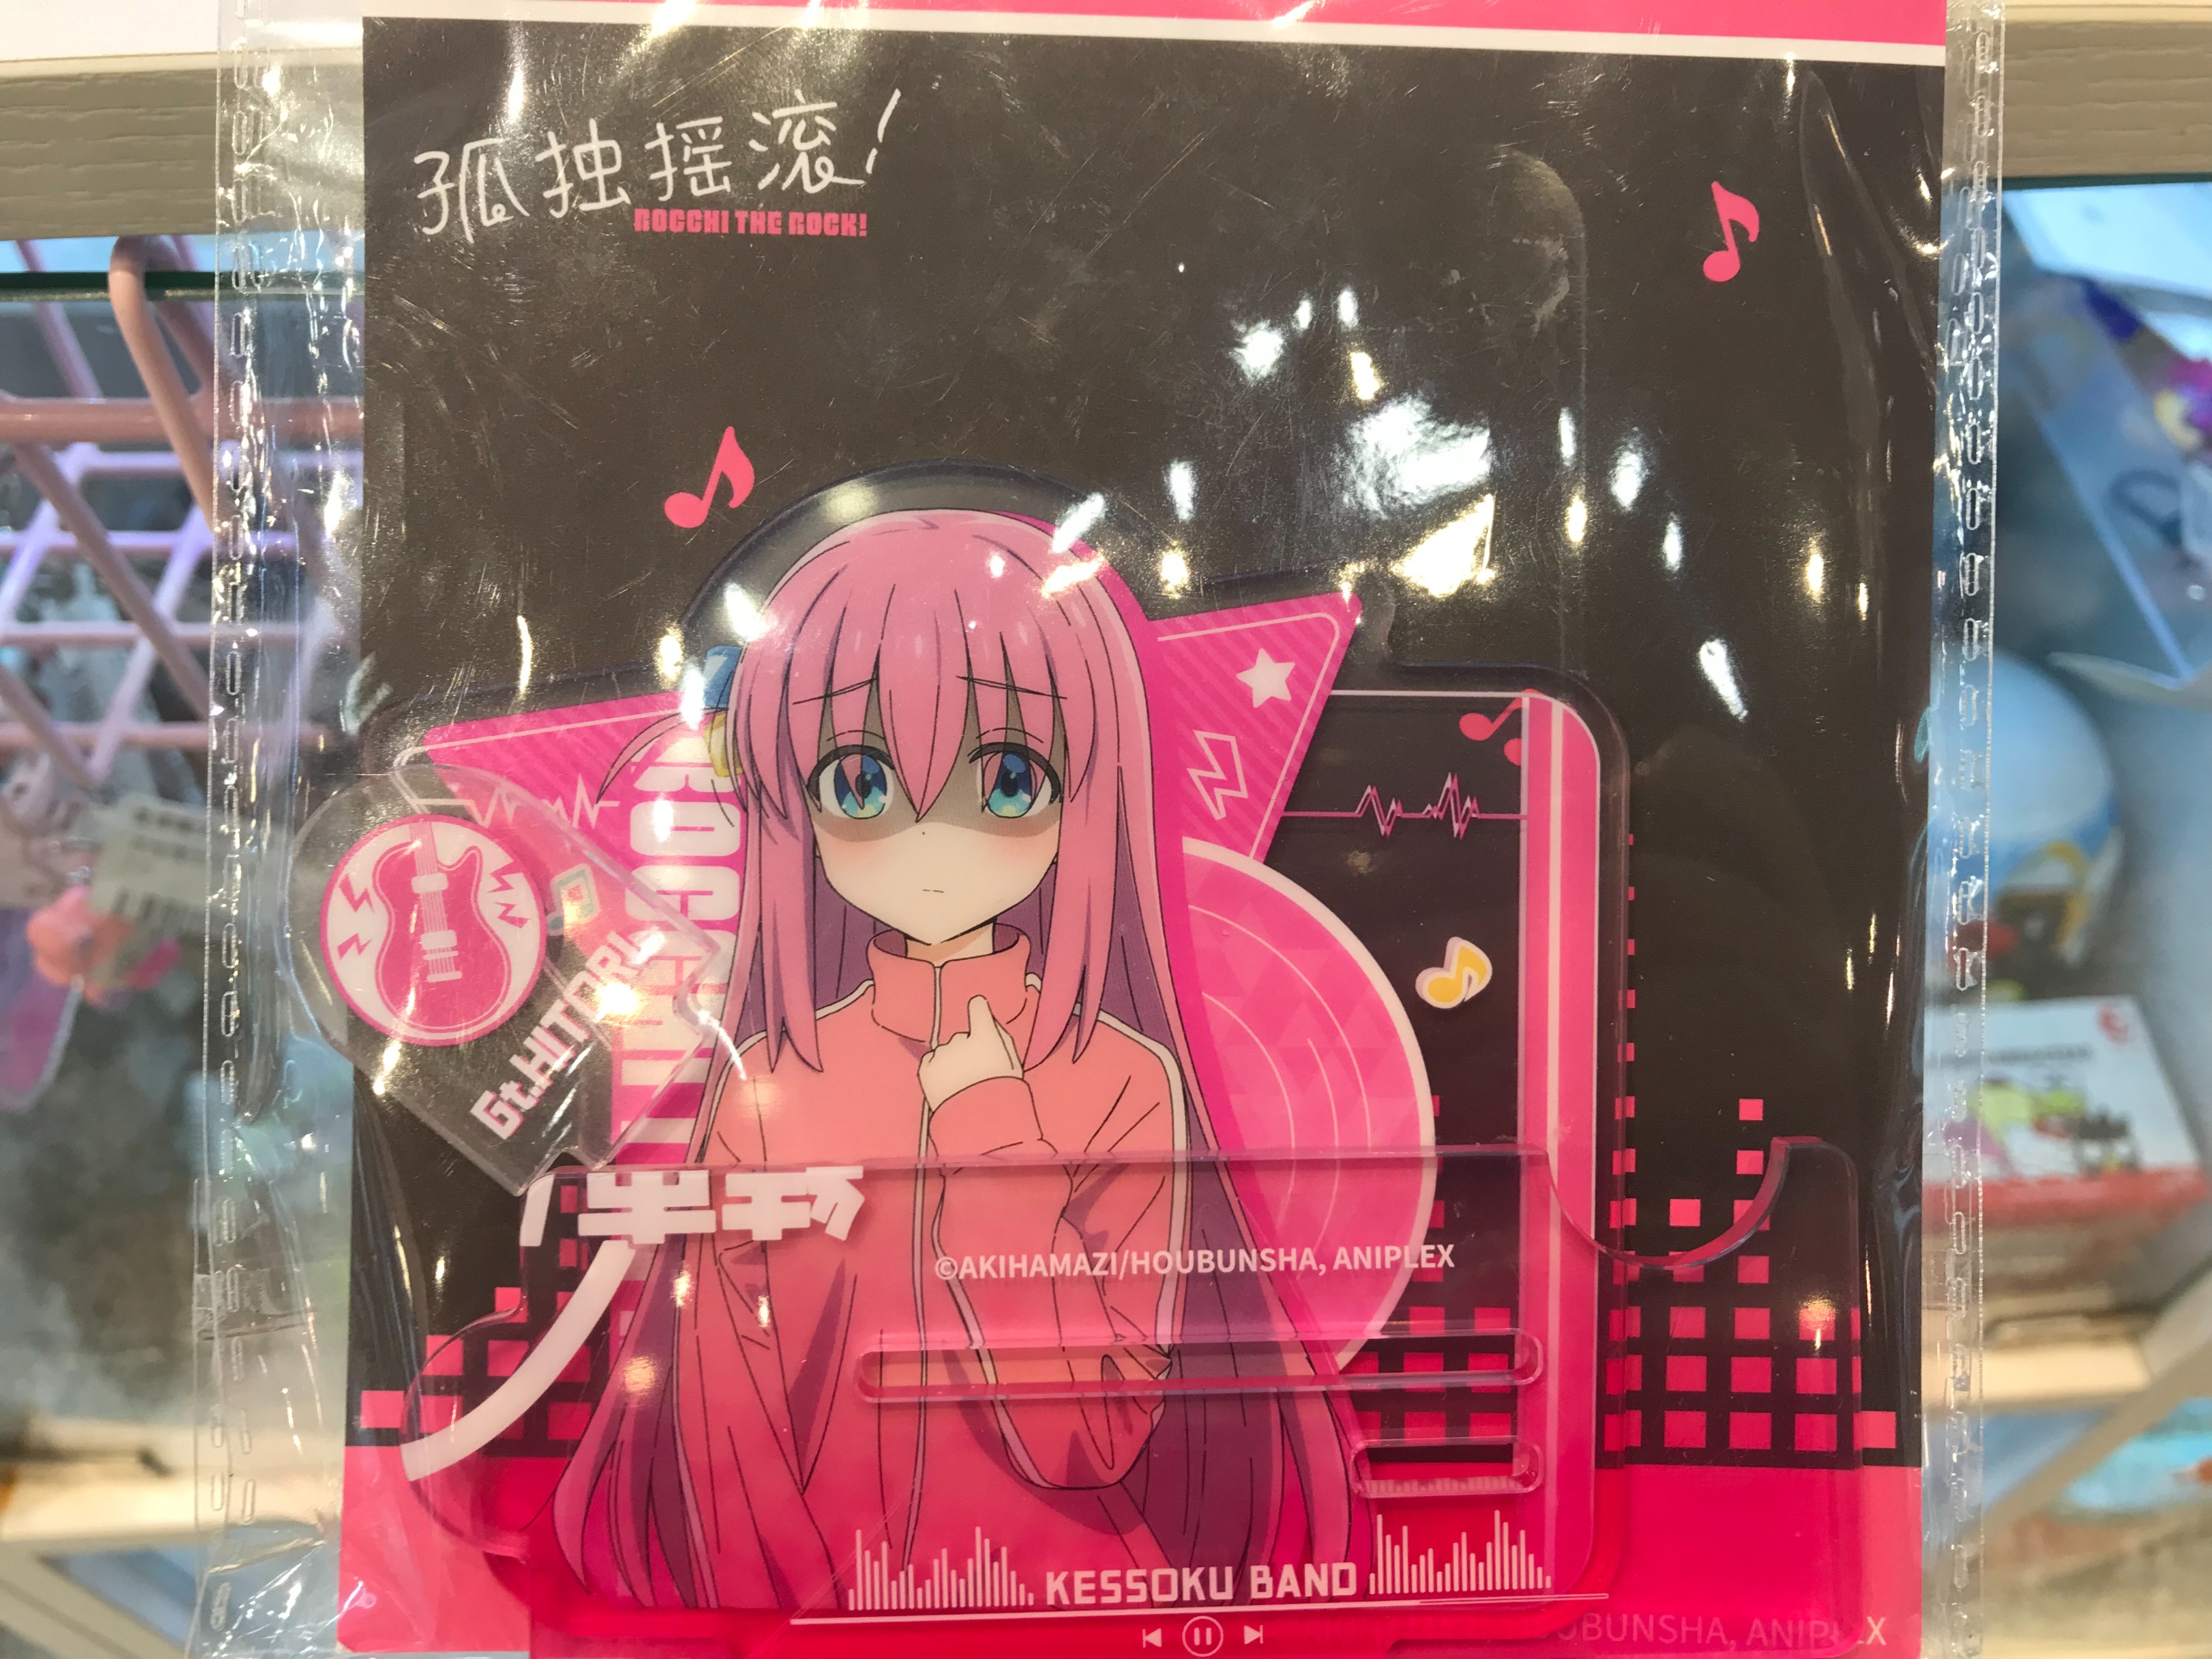 孤独摇滚!
BOCCHI THE ROCK!
Gt.HITORI
©AKIHAMAZI/HOUBUNSHA, ANIPLEX
KESSOKU BAND